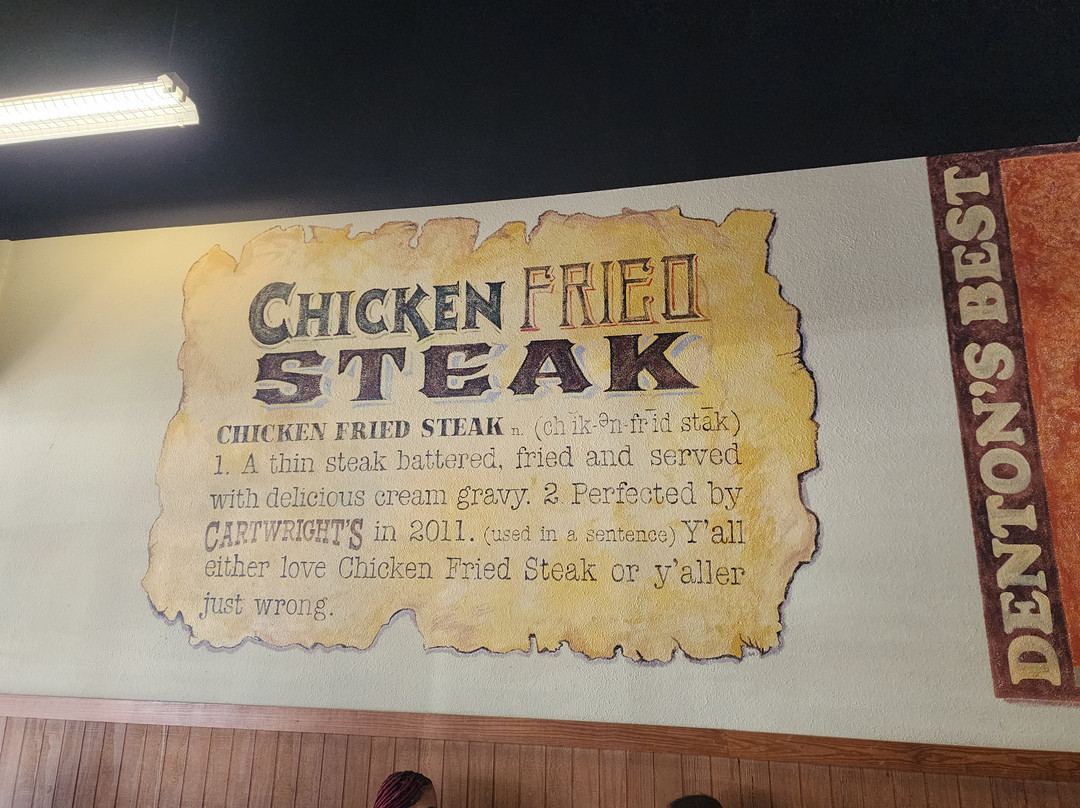 CHICKEN FRIED
STEAK
CHICKEN FRIED STEAK n. (chīk-ən-frīd stāk)
1. A thin steak battered, fried and served
with delicious cream gravy. 2 Perfected by
CARTWRIGHT'S in 2011. (used in a sentence) Y'all
either love Chicken Fried Steak or y'aller
just wrong.
DENTON'S BEST